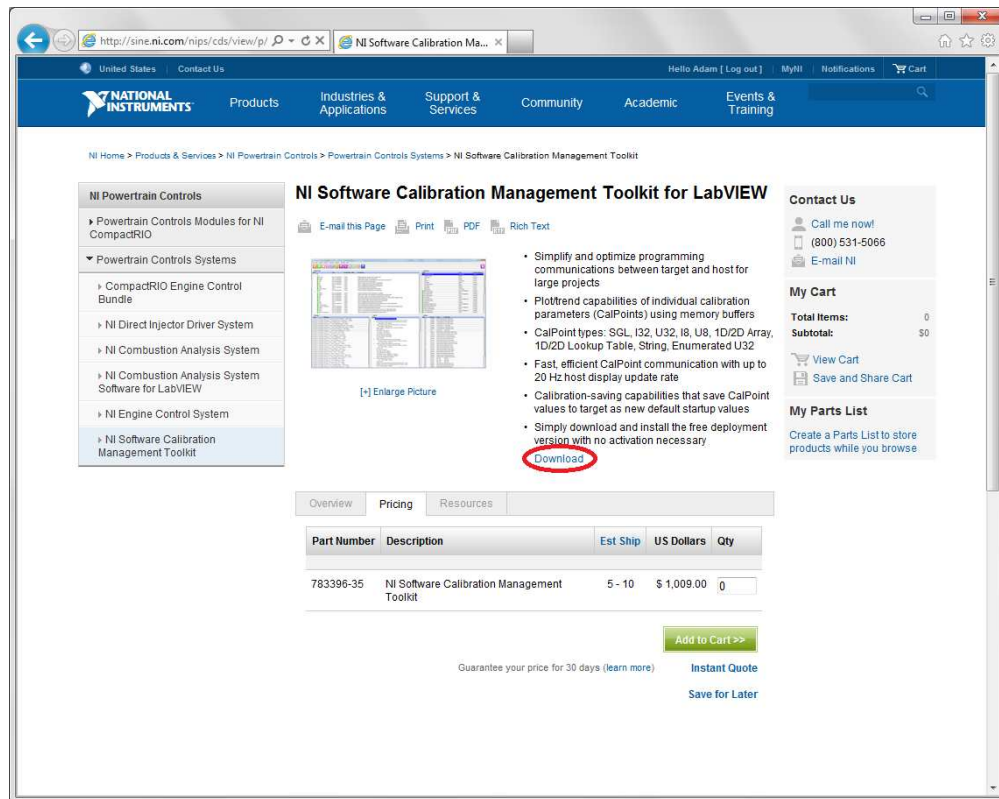 http://sine.ni.com/nips/cds/view/p/
NI Software Calibration Ma...
United States
Contact Us
Hello Adam [ Log out ]
MyNI
Notifications
Cart
NATIONAL INSTRUMENTS
Products
Industries & Applications
Support & Services
Community
Academic
Events & Training
NI Home > Products & Services > NI Powertrain Controls > Powertrain Controls Systems > NI Software Calibration Management Toolkit
NI Powertrain Controls
Powertrain Controls Modules for NI
CompactRIO
Powertrain Controls Systems
CompactRIO Engine Control
Bundle
NI Direct Injector Driver System
NI Combustion Analysis System
NI Combustion Analysis System
Software for LabVIEW
NI Engine Control System
NI Software Calibration
Management Toolkit
NI Software Calibration Management Toolkit for LabVIEW
E-mail this Page Print PDF Rich Text
[+] Enlarge Picture
• Simplify and optimize programming
communications between target and host for
large projects
• Plot/trend capabilities of individual calibration
parameters (CalPoints) using memory buffers
• CalPoint types: SGL, I32, U32, I8, U8, 1D/2D Array,
1D/2D Lookup Table, String, Enumerated U32
• Fast, efficient CalPoint communication with up to
20 Hz host display update rate
• Calibration-saving capabilities that save CalPoint
values to target as new default startup values
• Simply download and install the free deployment
version with no activation necessary
Download
Contact Us
Call me now!
(800) 531-5066
E-mail NI
My Cart
Total Items: 0
Subtotal: $0
View Cart
Save and Share Cart
My Parts List
Create a Parts List to store
products while you browse
Overview Pricing Resources
Part Number Description Est Ship US Dollars Qty
783396-35 NI Software Calibration Management
Toolkit
5 - 10 $ 1,009.00 0
Add to Cart >>
Guarantee your price for 30 days (learn more)
Instant Quote
Save for Later